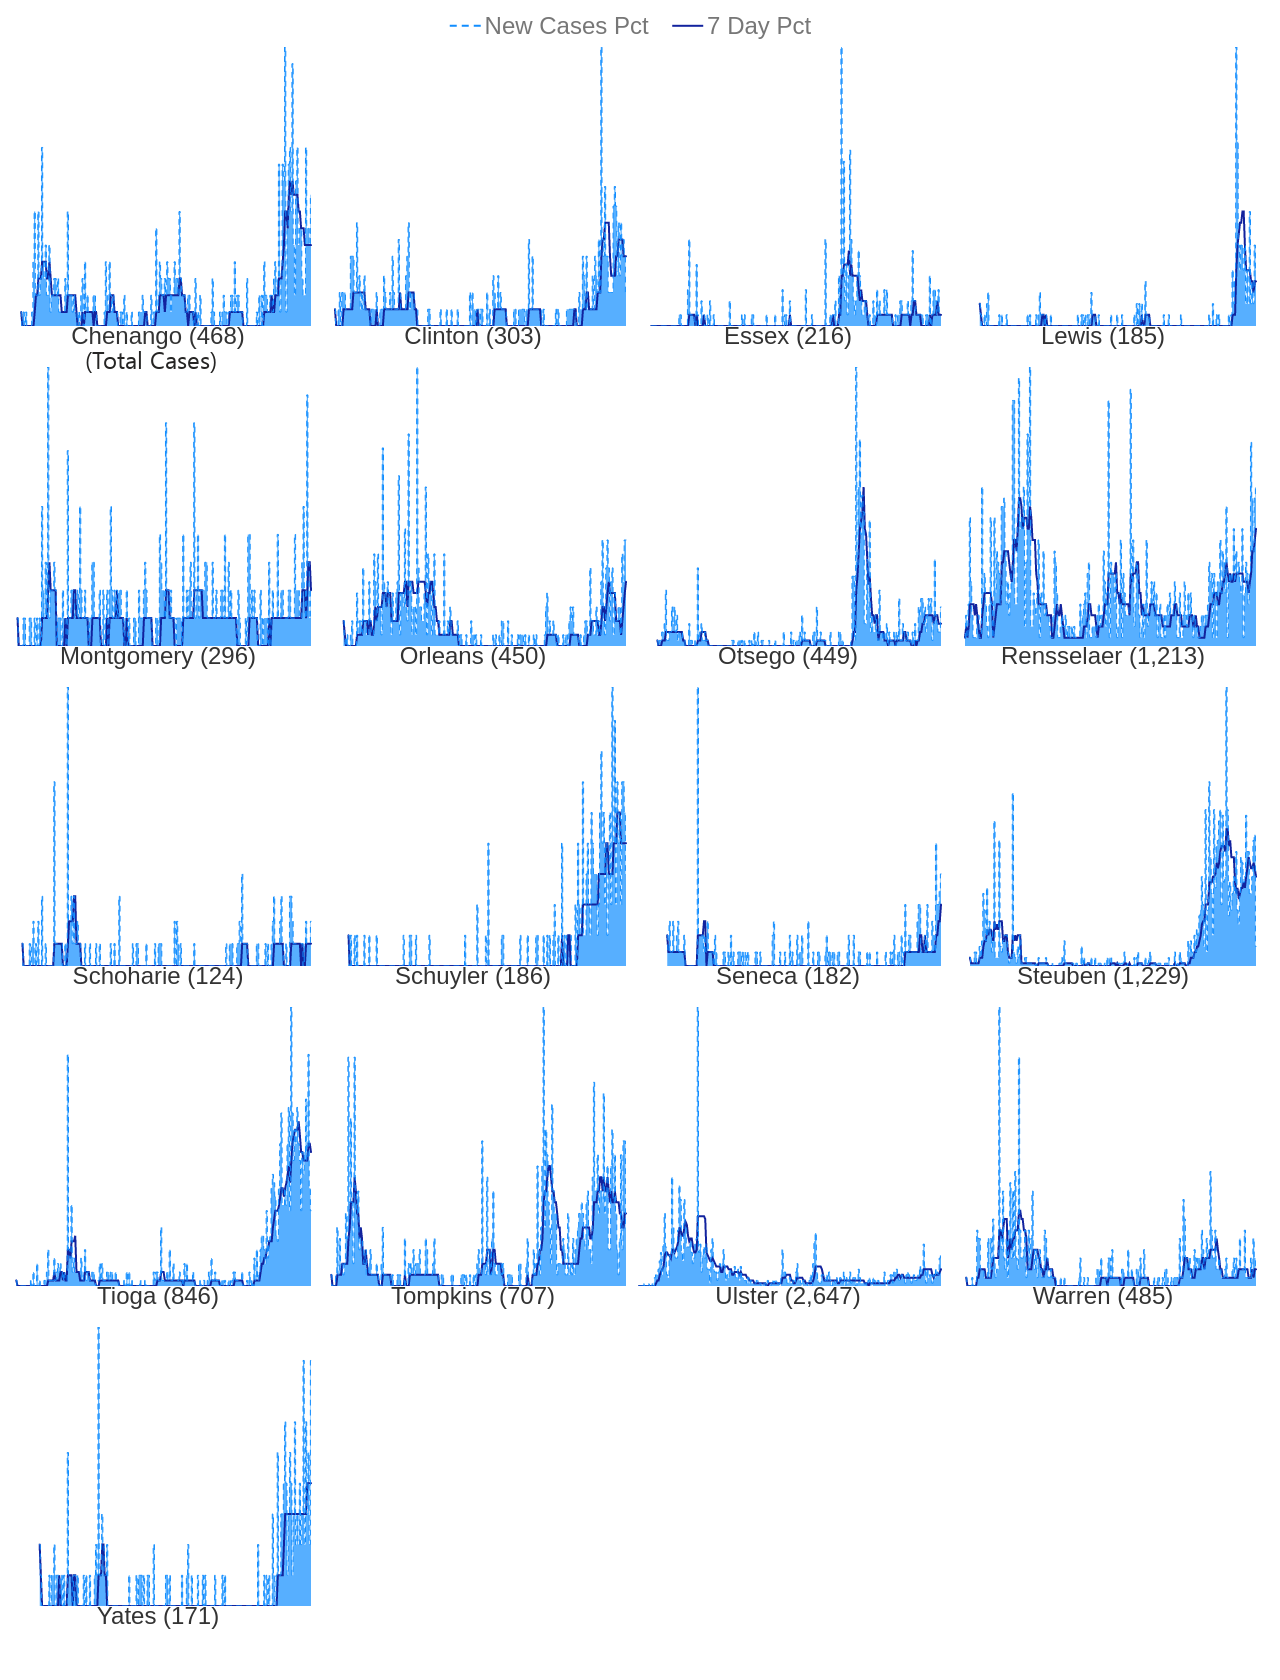 New Cases Pct 7 Day Pct
Chenango (468) Clinton (303) Essex (216) Lewis (185)
(Total Cases)
Montgomery (296) Orleans (450) Otsego (449) Rensselaer (1,213)
Schoharie (124) Schuyler (186) Seneca (182) Steuben (1,229)
Tioga (846) Tompkins (707) Ulster (2,647) Warren (485)
Yates (171)